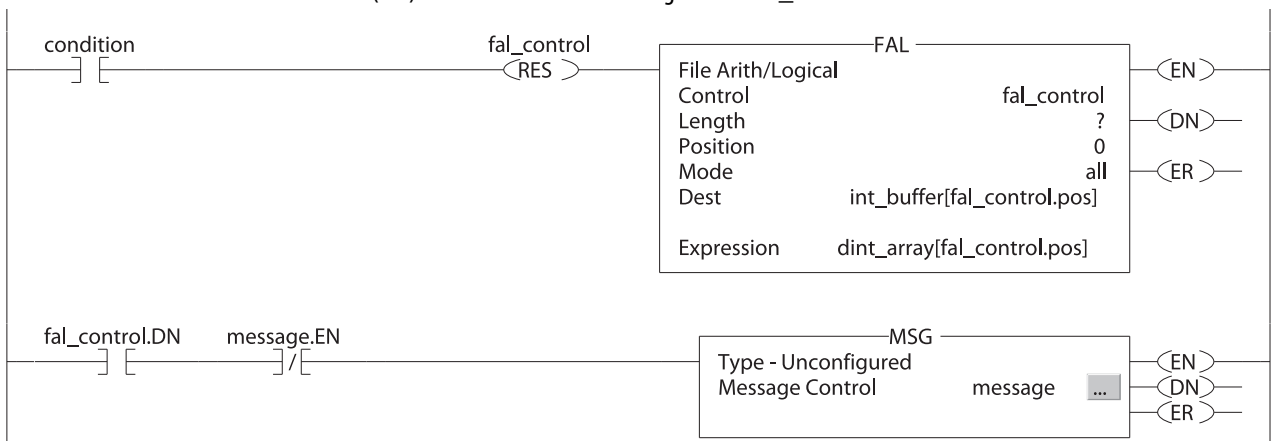 condition
fal_control
RES
FAL
File Arith/Logical
Control fal_control
Length ?
Position 0
Mode all
Dest int_buffer[fal_control.pos]
Expression dint_array[fal_control.pos]
EN
DN
ER
fal_control.DN
message.EN
MSG
Type - Unconfigured
Message Control message ...
EN
DN
ER